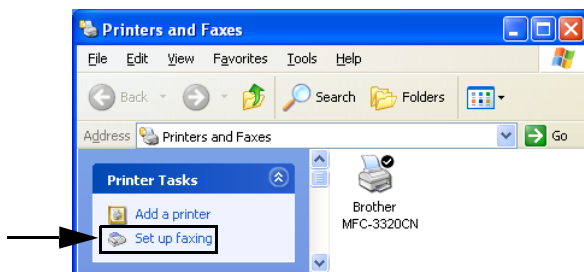 Printers and Faxes
File Edit View Favorites Tools Help
Back Search Folders
Address Printers and Faxes Go
Printer Tasks
Add a printer
Set up faxing
Brother
MFC-3320CN